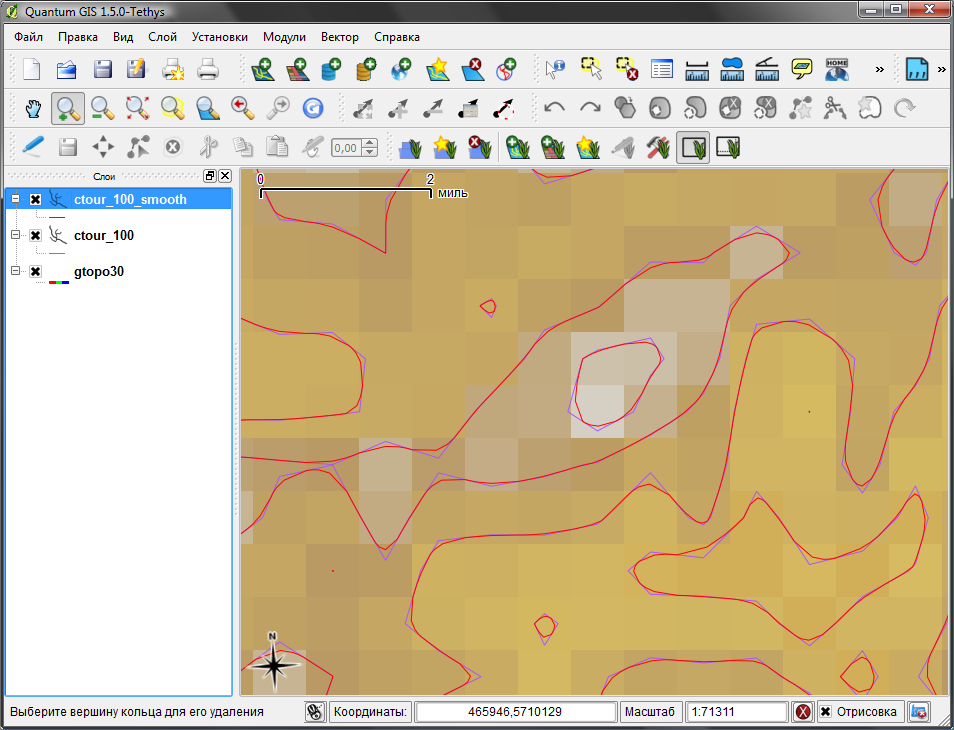 Quantum GIS 1.5.0-Tethys
Файл Правка Вид Слой Установки Модули Вектор Справка
HOME
»
»
0,00
Слои
ctour_100_smooth
ctour_100
gtopo30
0 2
миль
N
Выберите вершину кольца для его удаления Координаты: 465946,5710129 Масштаб 1:71311 Отрисовка